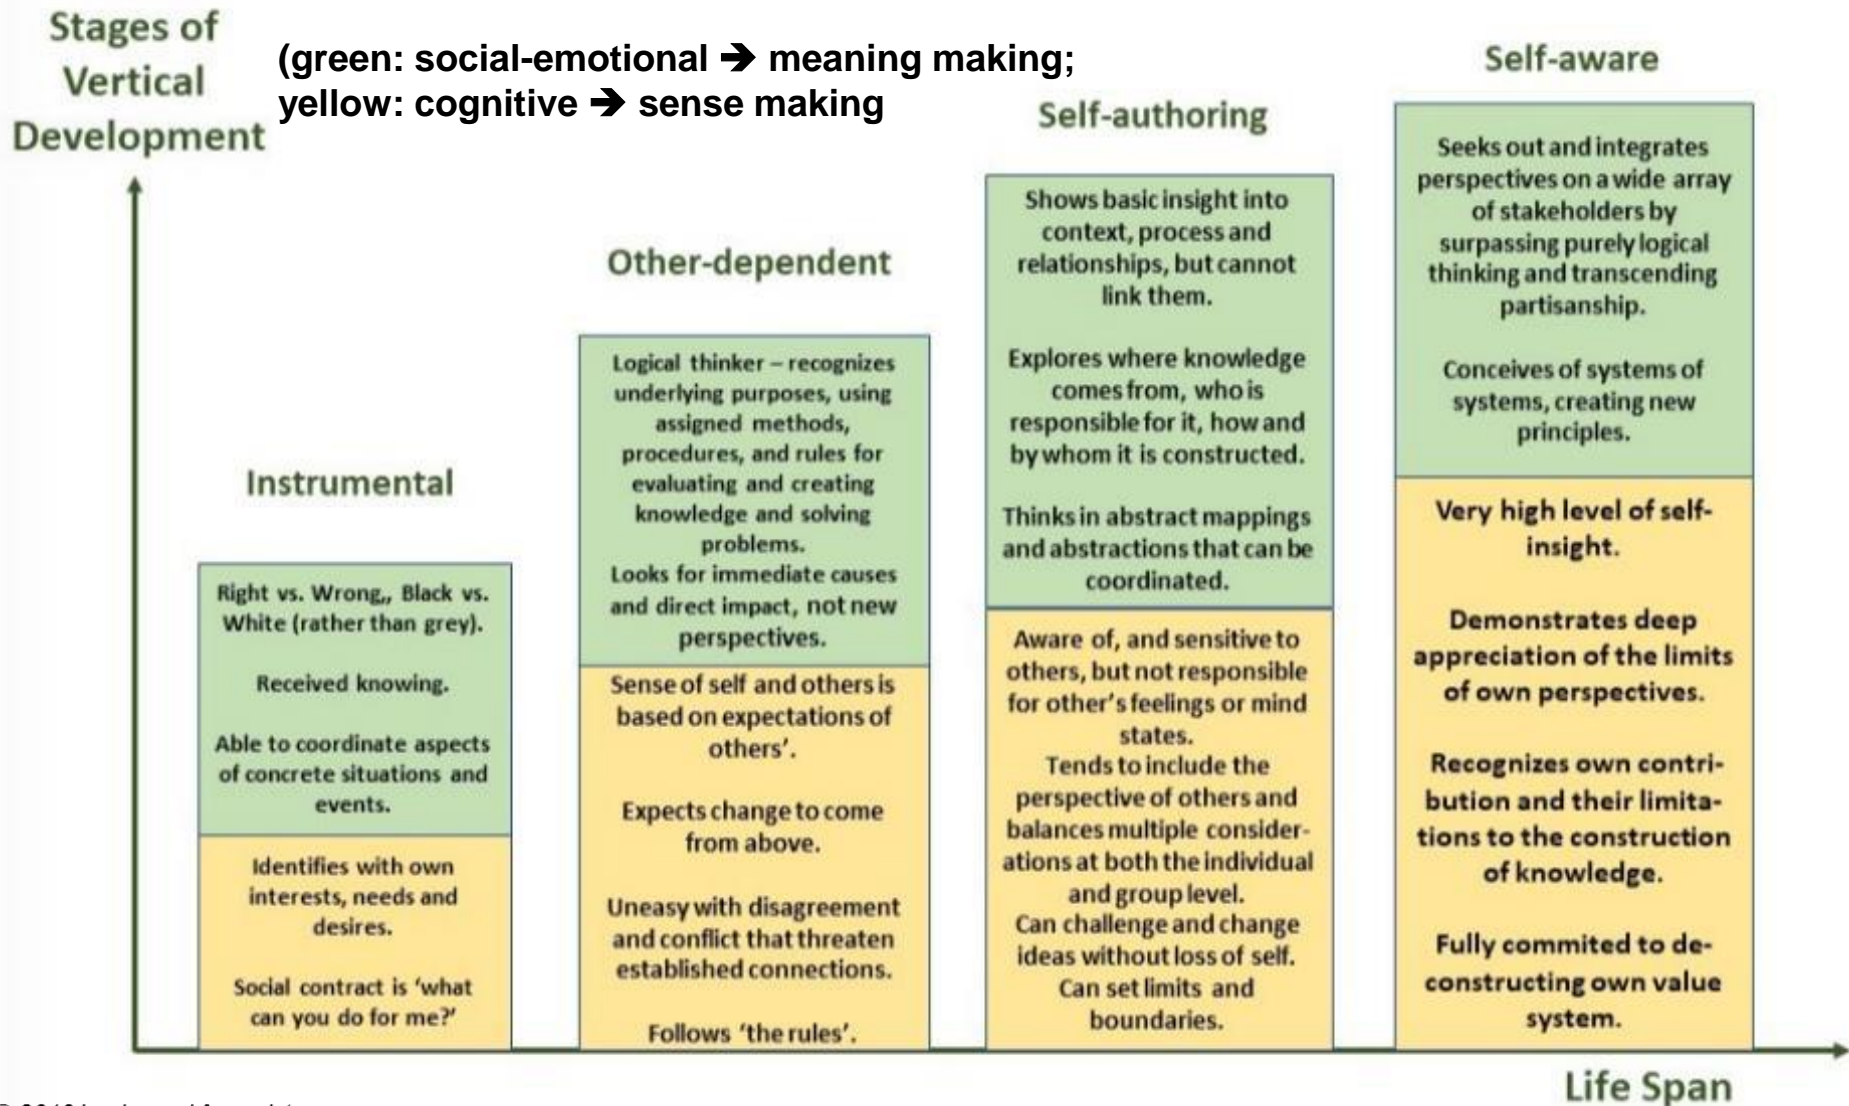 Stages of
Vertical
Development
(green: social-emotional ➔ meaning making;
yellow: cognitive ➔ sense making
Instrumental
Right vs. Wrong,, Black vs.
White (rather than grey).
Received knowing.
Able to coordinate aspects
of concrete situations and
events.
Identifies with own
interests, needs and
desires.
Social contract is ‘what
can you do for me?’
Other-dependent
Logical thinker – recognizes
underlying purposes, using
assigned methods,
procedures, and rules for
evaluating and creating
knowledge and solving
problems.
Looks for immediate causes
and direct impact, not new
perspectives.
Sense of self and others is
based on expectations of
others’.
Expects change to come
from above.
Uneasy with disagreement
and conflict that threaten
established connections.
Follows ‘the rules’.
Self-authoring
Shows basic insight into
context, process and
relationships, but cannot
link them.
Explores where knowledge
comes from, who is
responsible for it, how and
by whom it is constructed.
Thinks in abstract mappings
and abstractions that can be
coordinated.
Aware of, and sensitive to
others, but not responsible
for other’s feelings or mind
states.
Tends to include the
perspective of others and
balances multiple consider-
ations at both the individual
and group level.
Can challenge and change
ideas without loss of self.
Can set limits and
boundaries.
Self-aware
Seeks out and integrates
perspectives on a wide array
of stakeholders by
surpassing purely logical
thinking and transcending
partisanship.
Conceives of systems of
systems, creating new
principles.
Very high level of self-
insight.
Demonstrates deep
appreciation of the limits
of own perspectives.
Recognizes own contri-
bution and their limita-
tions to the construction
of knowledge.
Fully commited to de-
constructing own value
system.
Life Span